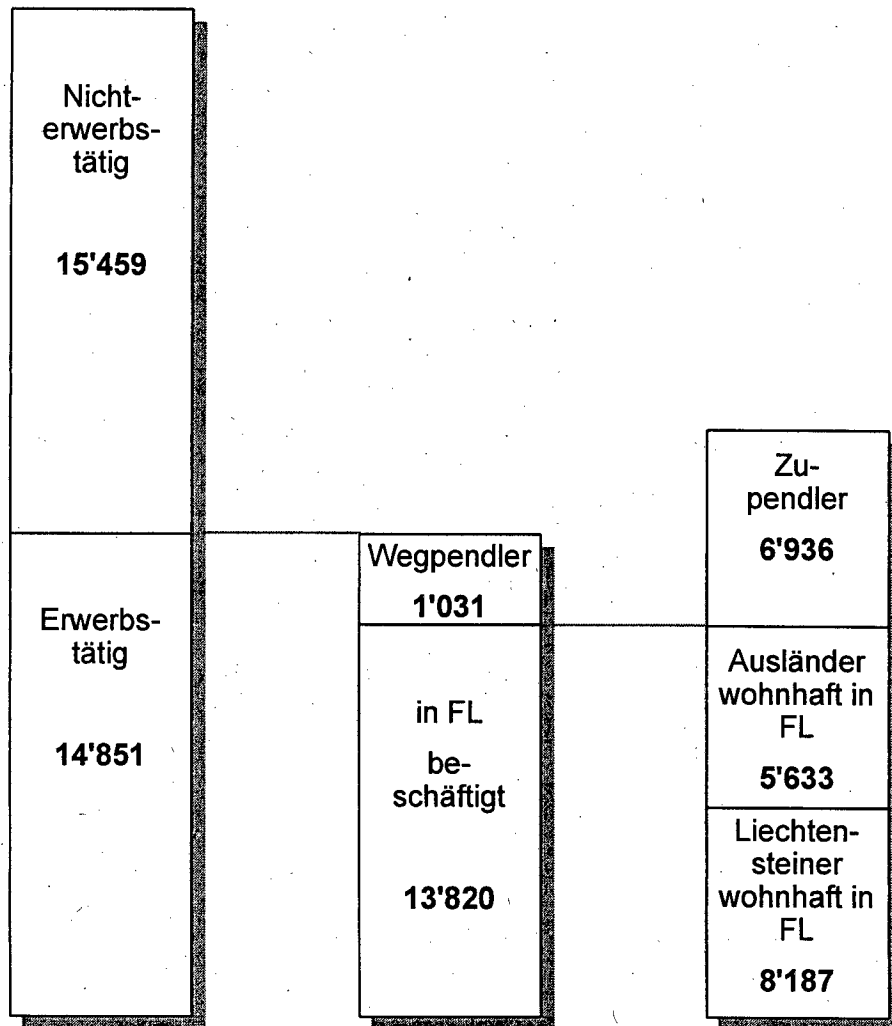 Nicht-
erwerbs-
tätig
15'459
Erwerbs-
tätig
14'851
Wegpendler
1'031
in FL
be-
schäftigt
13'820
Zu-
pendler
6'936
Ausländer
wohnhaft in
FL
5'633
Liechten-
steiner
wohnhaft in
FL
8'187